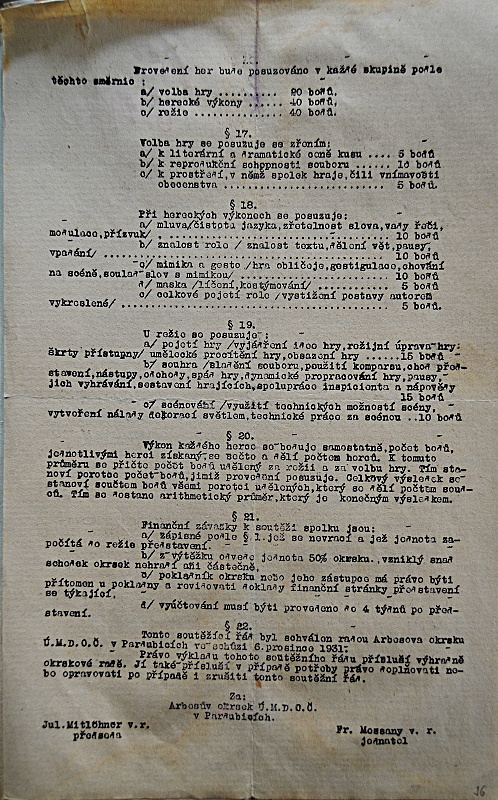 Provedení her bude posuzováno v každé skupině podle
těchto směrnic :
a/ volba hry .......... 20 bodů,
b/ herecké výkony ..... 40 bodů,
c/ režie .............. 40 bodů.
§ 17.
Volba hry se posuzuje se zřením:
a/ k literární a dramatické ceně kusu .... 5 bodů
b/ k reprodukční schopnosti souboru ..... 10 bodů
c/ k prostředí,v němž spolek hraje,čili vnímavosti
obecenstva ........................ 5 bodů.
§ 18.
Při hereckých výkonech se posuzuje:
a/ mluva/čistota jazyka,zřetelnost slova,vady řeči,
modulace,přízvuk/ ............................ 10 bodů
b/ znalost role / znalost textu,dělení vět,pausy,
vpadání/ ..................................... 10 bodů
c/ mimika a gesto /hra obličeje,gestigulace,chování
na scéně,soulad slov s mimikou/ .............. 10 bodů
d/ maska /líčení,kostýmování/ ............ 5 bodů
e/ celkové pojetí role /vystižení postavy autorem
vykreslené/ .................................. 5 bodů.
§ 19.
U režie se posuzuje:
a/ pojetí hry /vyjádření ideo hry,režijní úprava hry:
škrty přístupny/ umělecké procítění hry,obsazení hry .....15 bodů
b/ souhra /sladění souboru,použití komparsu,chod před-
stavení,nástupy,odchody,spád hry,dynamické propracování hry,pausy,
jich vyhrávání,sestavení hrajících,spolupráce inspicienta a nápovědy
15 bodů
c/ scénování /využití technických možností scény,
vytvoření nálady dekorací světlem,technické práce za scénou ..10 bodů
§ 20.
Výkon každého herce se boduje samostatně,počet bodů,
jednotlivými herci získaný se sečte a dělí počtem herců. K tomuto
průměru se přičte počet bodů udělený za režii a za volbu hry. Tím sta-
noví porotce počet bodů,jimiž provedení posuzuje. Celkový výsledek se
stanoví součtem bodů všemi porotci udělených,který se dělí počtem soud-
ců. Tím se dostane arithmetický průměr,který je konečným výsledkem.
§ 21.
Finanční závazky k soutěži spolku jsou:
a/ zápisné podle § 1.jež se nevrací a jež jednota za-
počítá do režie představení.
b/ z výtěžku odvede jednota 50% okrsku. vzniklý snad
schodek okrsek nehradí ani částečně,
c/ pokladník okrsku nebo jeho zástupce má právo býti
přítomen u pokladny a revidovati doklady finanční stránky představení
se týkající,
d/ vyúčtování musí býti provedeno do 4 týdnů po před-
stavení.
§ 22.
Tento soutěžící řád byl schválen radou Arbesova okrsku
Ú.M.D.O.Č. v Pardubicích ve schůzi 6.prosince 1931.
Právo výkladu tohoto soutěžního řádu přísluší výhradně
okrskové radě. Jí také přísluší v případě potřeby právo doplňovati ne-
bo opravovati po případě i zrušiti tento soutěžní řád.
Za:
Arbesův okrsek Ú.M.D.O.Č.
v Pardubicích.
Jul.Mitlöhner v.r.
předseda
Fr. Mossany v. r.
jednatel
16